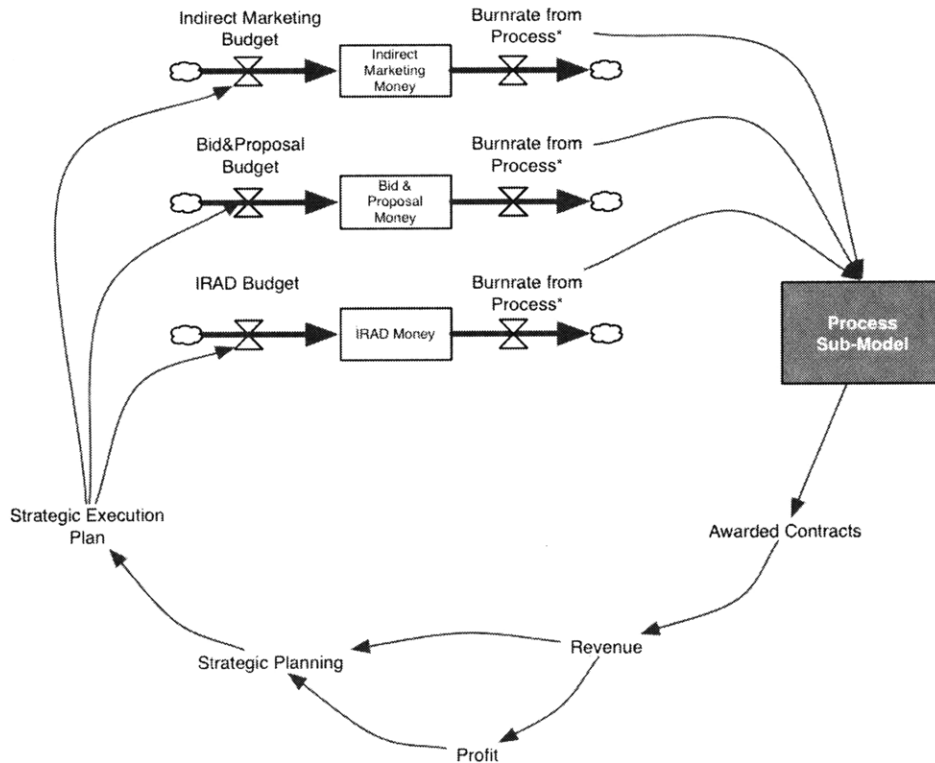 Indirect Marketing
Budget
Burnrate from
Process*
Indirect
Marketing
Money
Bid&Proposal
Budget
Burnrate from
Process*
Bid &
Proposal
Money
IRAD Budget
Burnrate from
Process*
IRAD Money
Process
Sub-Model
Strategic Execution
Plan
Awarded Contracts
Revenue
Strategic Planning
Profit